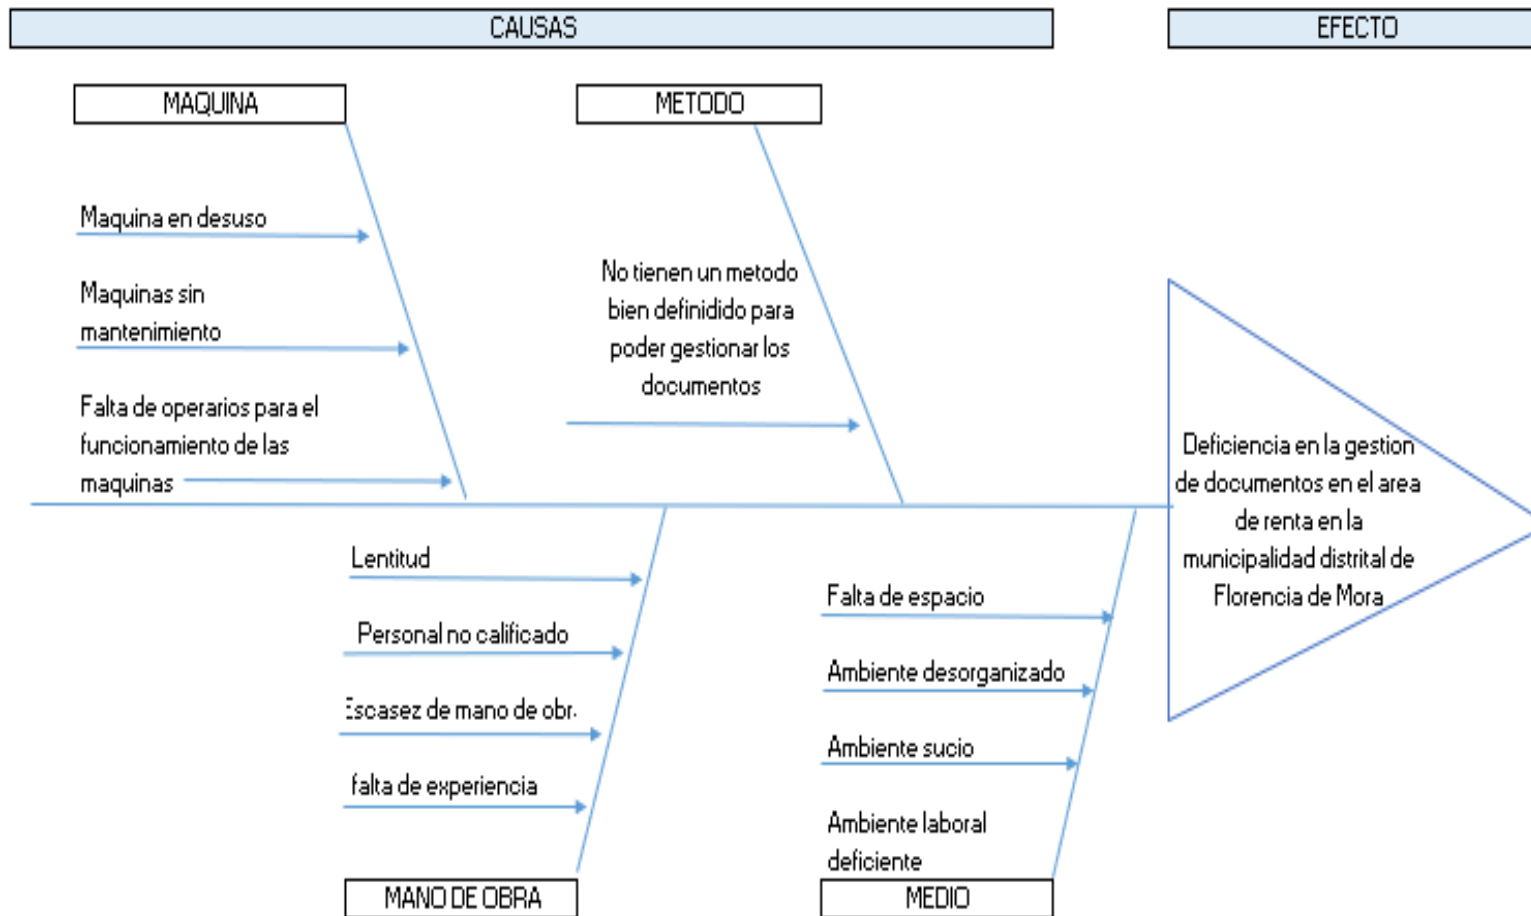 CAUSAS
EFECTO
MAQUINA
METODO
Maquina en desuso
Maquinas sin
mantenimiento
Falta de operarios para el
funcionamiento de las
maquinas
No tienen un metodo
bien definidido para
poder gestionar los
documentos
Deficiencia en la gestion
de documentos en el area
de renta en la
municipalidad distrital de
Florencia de Mora
Lentitud
Personal no calificado
Escasez de mano de obr
falta de experiencia
Falta de espacio
Ambiente desorganizado
Ambiente sucio
Ambiente laboral
deficiente
MANO DE OBRA
MEDIO